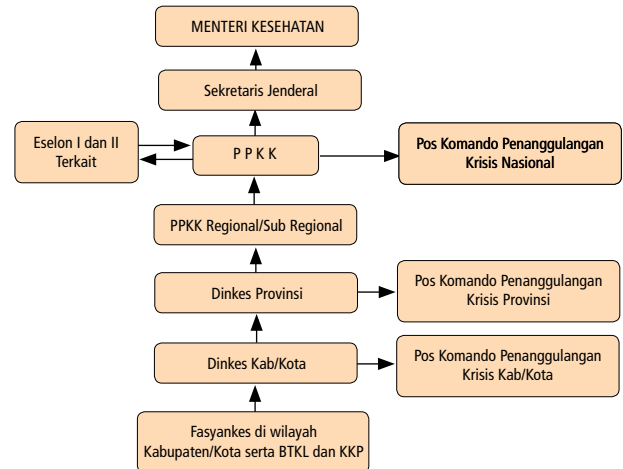 MENTERI KESEHATAN
Sekretaris Jenderal
Eselon I dan II
Terkait
P P K K
Pos Komando Penanggulangan
Krisis Nasional
PPKK Regional/Sub Regional
Dinkes Provinsi
Pos Komando Penanggulangan
Krisis Provinsi
Dinkes Kab/Kota
Pos Komando Penanggulangan
Krisis Kab/Kota
Fasyankes di wilayah
Kabupaten/Kota serta BTKL dan KKP